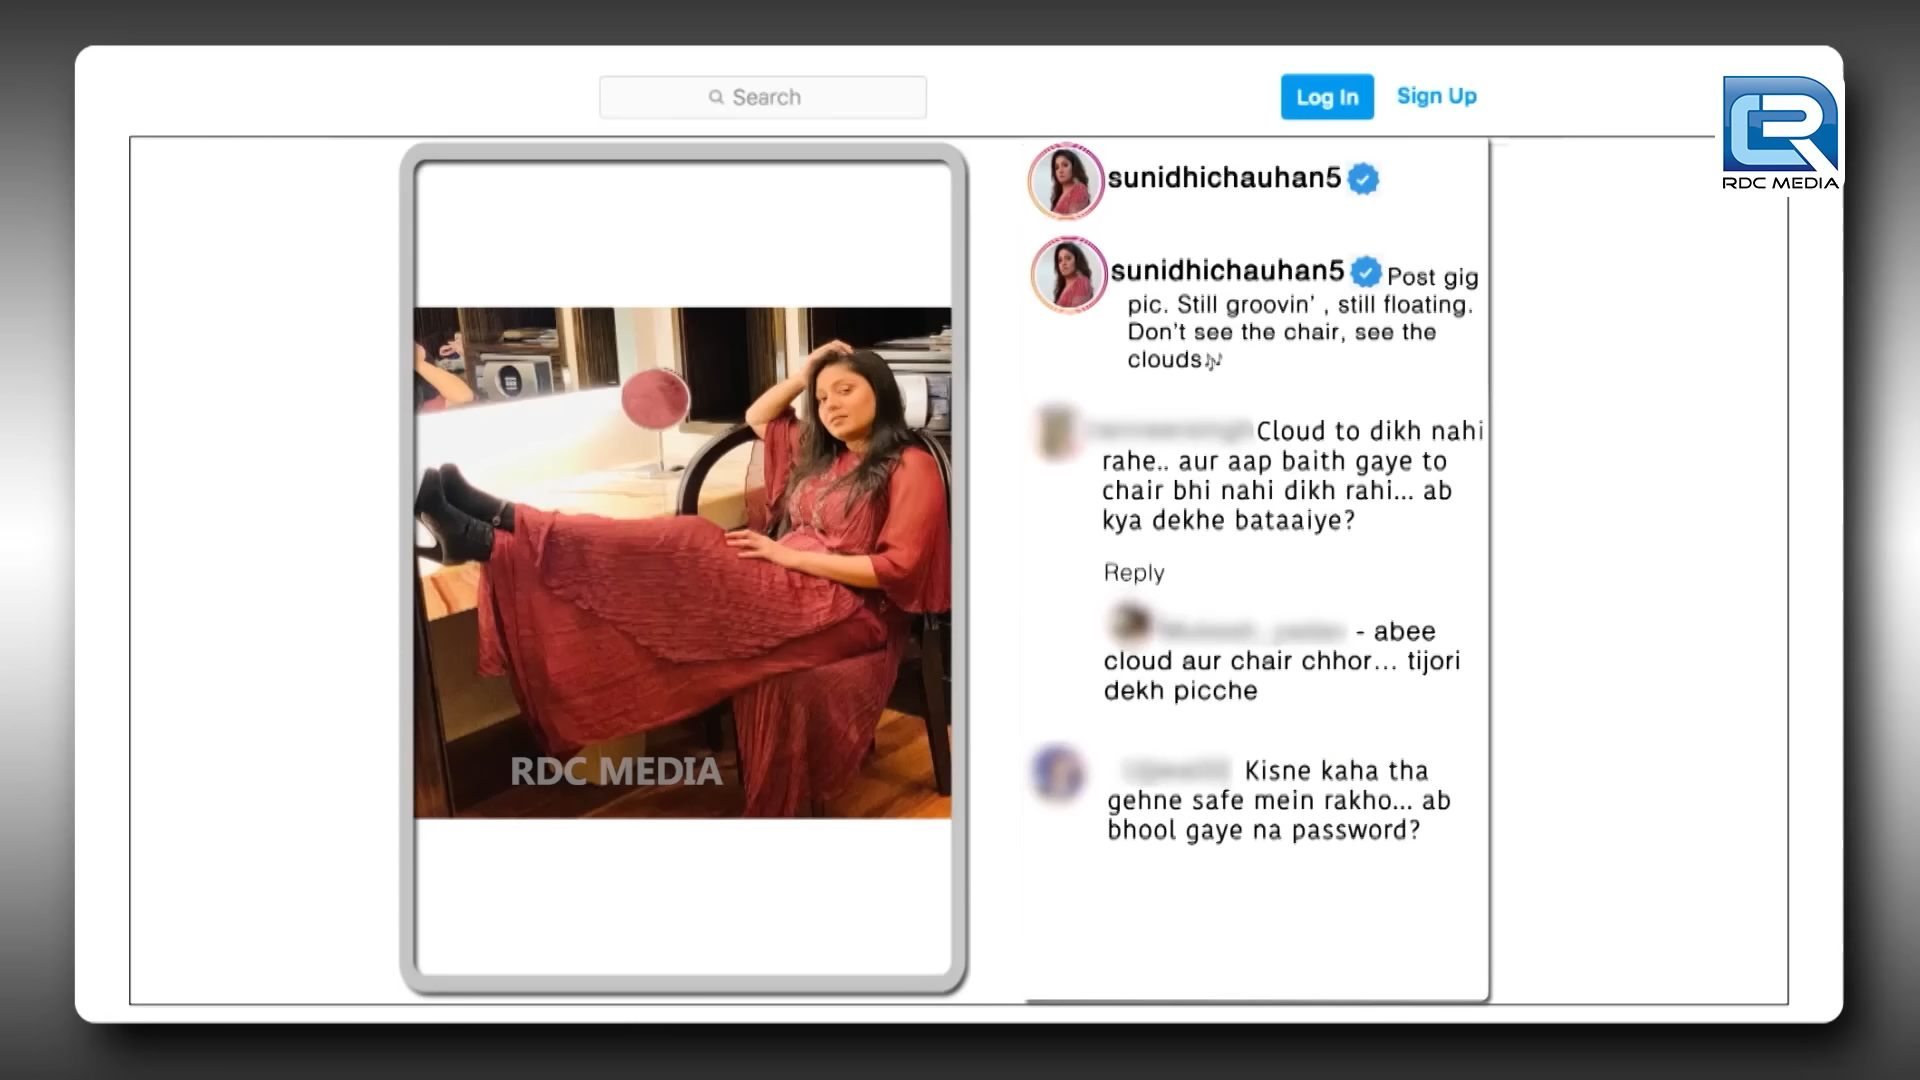 Search
Log In
Sign Up
RDC MEDIA
sunidhichauhan5
sunidhichauhan5 Post gig
pic. Still groovin' , still floating.
Don't see the chair, see the
clouds🎶
Cloud to dikh nahi
rahe.. aur aap baith gaye to
chair bhi nahi dikh rahi... ab
kya dekhe bataaiye?
Reply
- abee
cloud aur chair chhor... tijori
dekh picche
Kisne kaha tha
gehne safe mein rakho... ab
bhool gaye na password?
RDC MEDIA